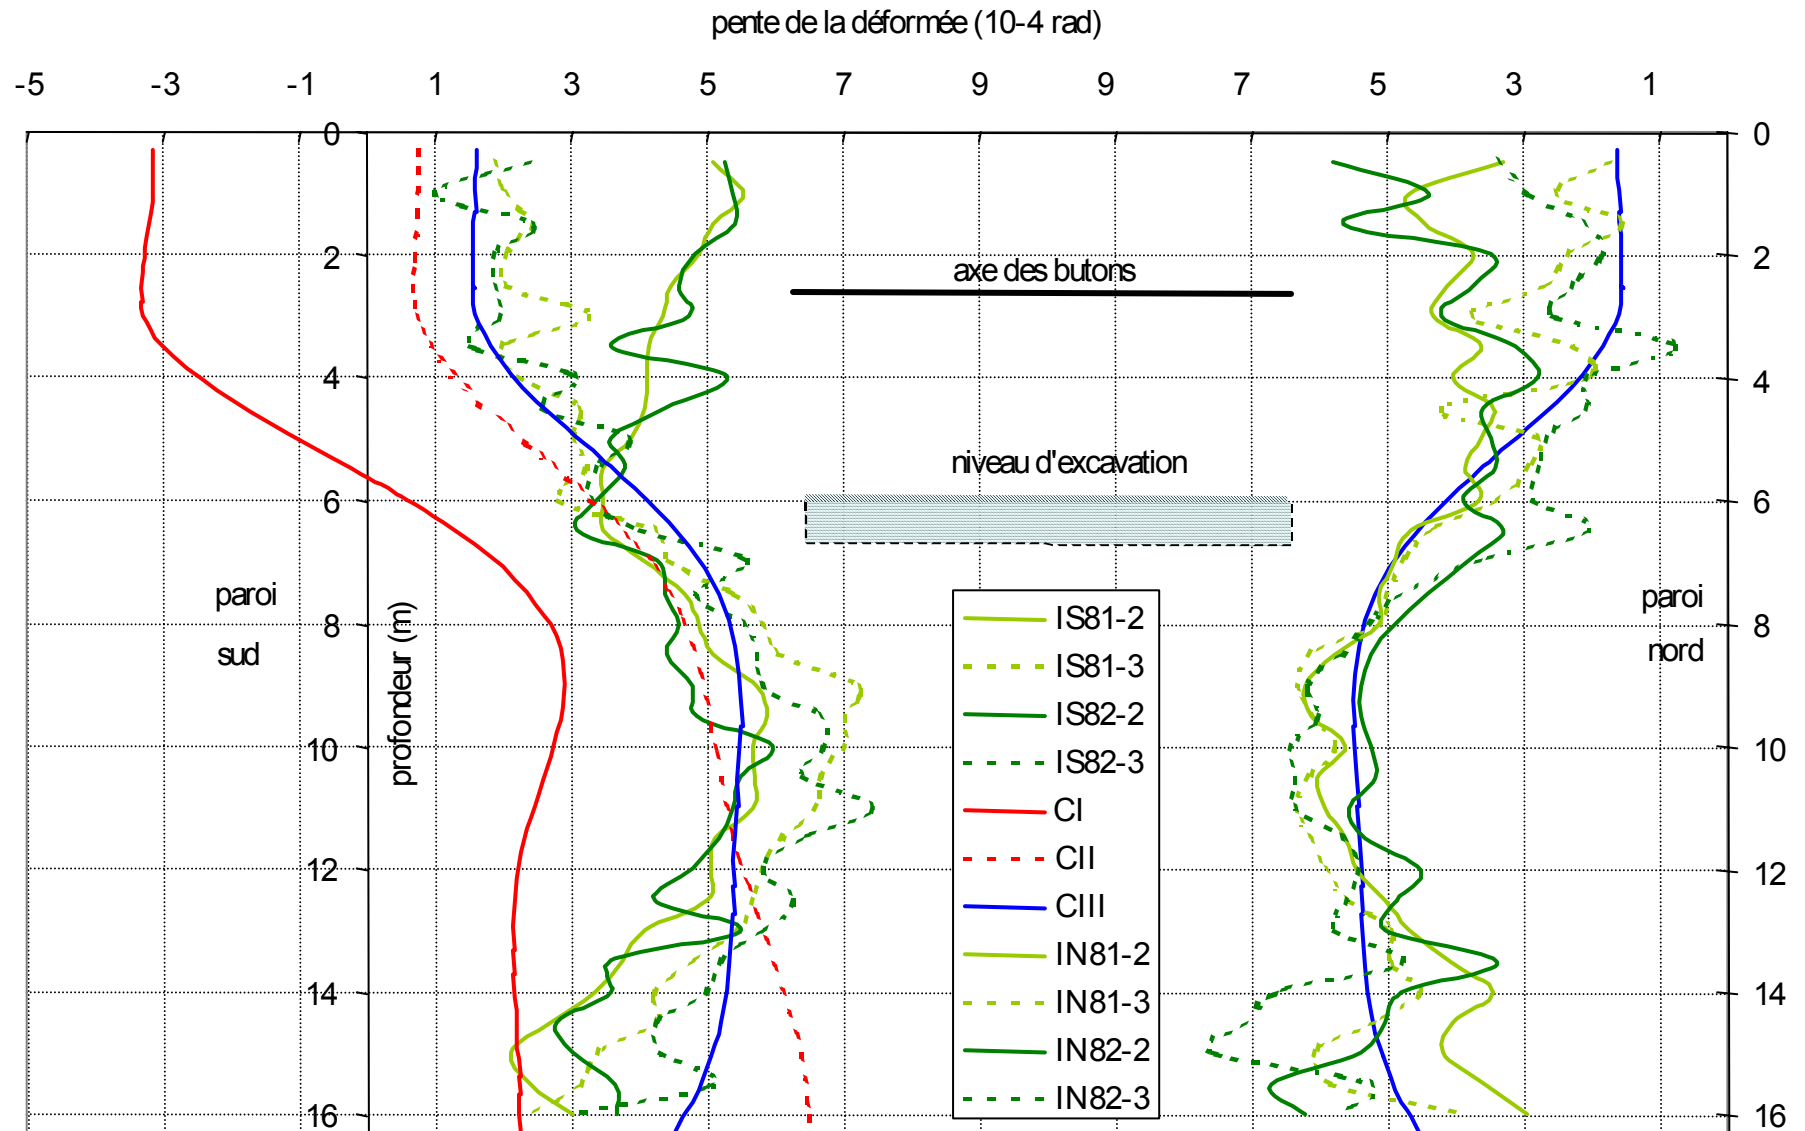 pente de la déformée (10-4 rad)
-5 -3 -1 1 3 5 7 9 9 7 5 3 1
0 0
2 2
axe des butons
4 4
niveau d'excavation
6 6
paroi
sud
profondeur (m)
paroi
nord
8 8
10 10
12 12
14 14
16 16
IS81-2
IS81-3
IS82-2
IS82-3
CI
CII
CIII
IN81-2
IN81-3
IN82-2
IN82-3